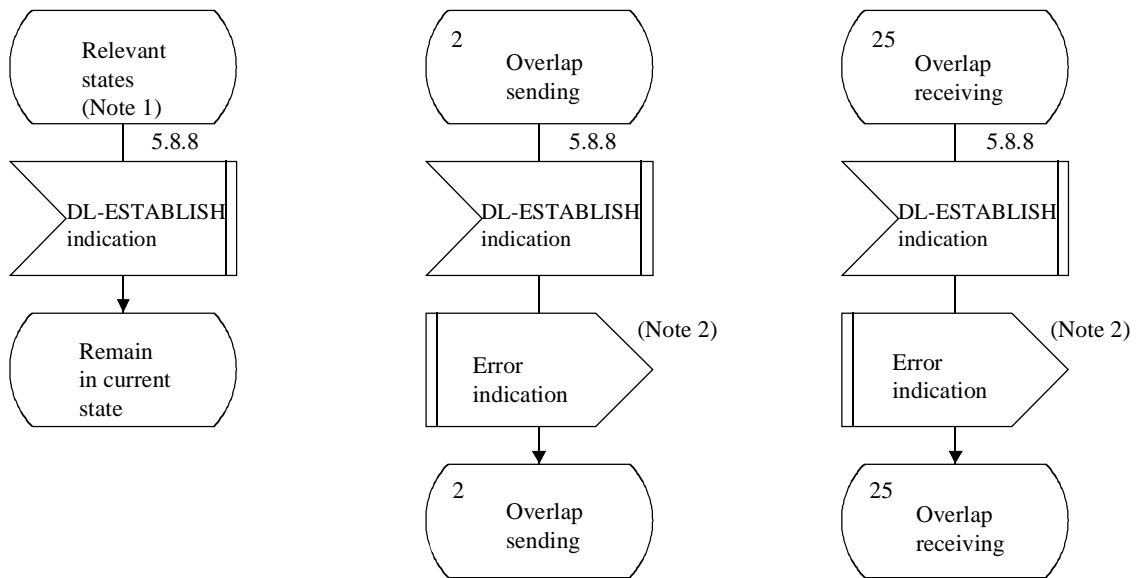 Relevant
states
(Note 1)
5.8.8
DL-ESTABLISH
indication
Remain
in current
state
2
Overlap
sending
5.8.8
DL-ESTABLISH
indication
(Note 2)
Error
indication
2
Overlap
sending
25
Overlap
receiving
5.8.8
DL-ESTABLISH
indication
(Note 2)
Error
indication
25
Overlap
receiving